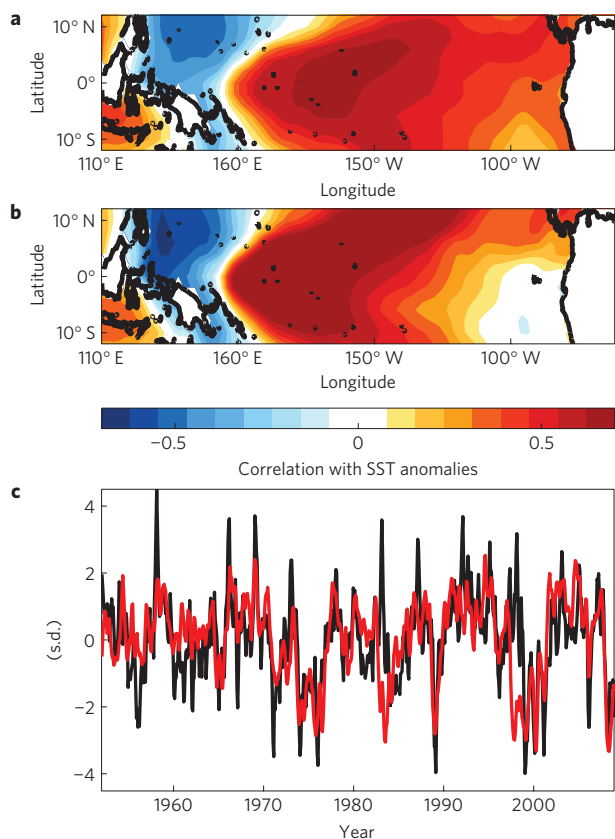 a
10° N
0°
10° S
Latitude
110° E
160° E
150° W
100° W
Longitude
b
10° N
0°
10° S
Latitude
110° E
160° E
150° W
100° W
Longitude
−0.5
0
0.5
Correlation with SST anomalies
c
4
2
0
−2
−4
(s.d.)
1960
1970
1980
1990
2000
Year